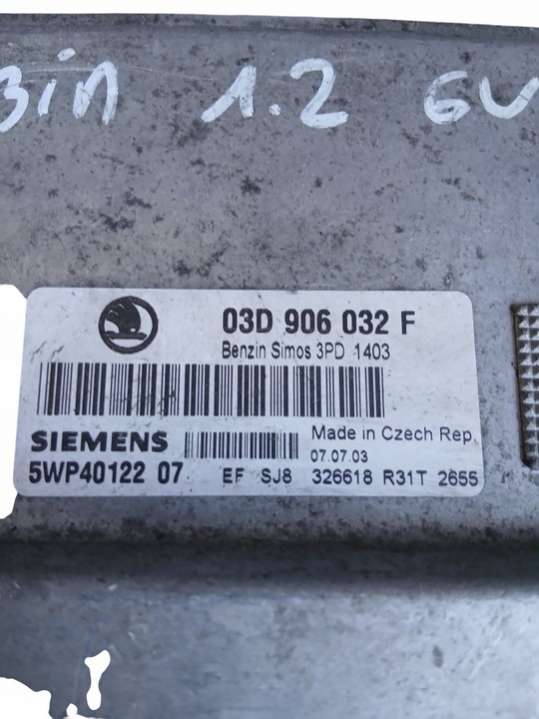 1.2 6V
03D 906 032 F
Benzin Simos 3PD 1403
SIEMENS
Made in Czech Rep.
07.07.03
5WP40122 07 EF SJ8 326618 R31T 2655